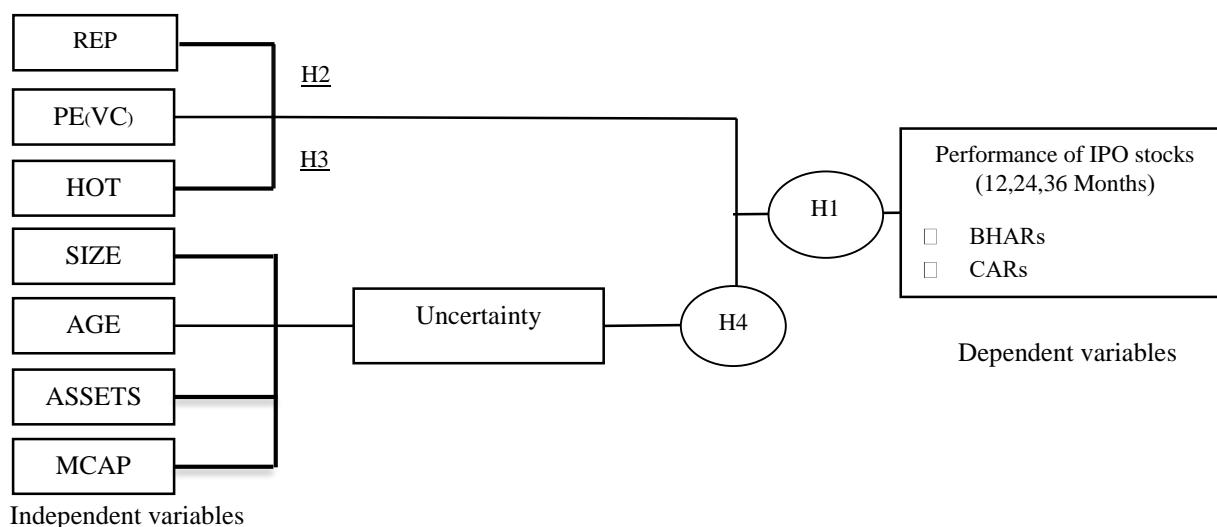 REP
H2
PE(VC)
H3
HOT
SIZE
AGE
ASSETS
MCAP
Independent variables
Uncertainty
H4
H1
Performance of IPO stocks
(12,24,36 Months)
BHARs
CARs
Dependent variables